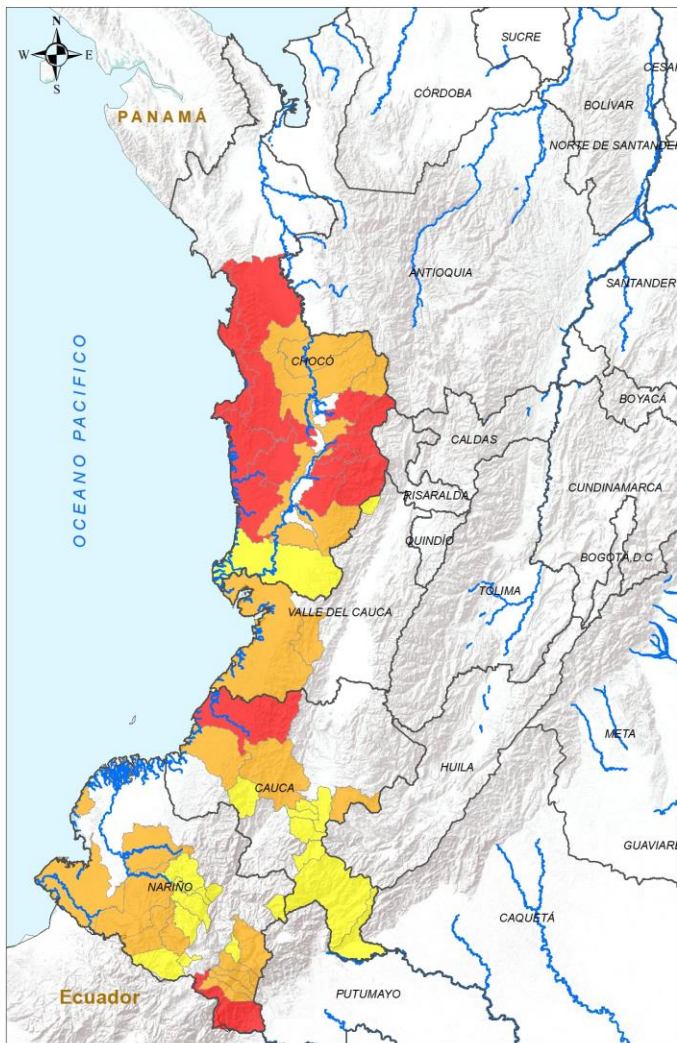 N
W E
S
PANAMÁ
SUCRE
CÓRDOBA
CESAR
BOLÍVAR
NORTE DE SANTANDER
ANTIOQUIA
SANTANDER
OCEANO PACIFICO
CHOCÓ
BOYACÁ
CALDAS
RISARALDA
CUNDINAMARCA
QUINDÍO
BOGOTÁ,D.C
TOLIMA
VALLE DEL CAUCA
META
HUILA
CAUCA
GUAVIARE
NARIÑO
CAQUETÁ
PUTUMAYO
Ecuador